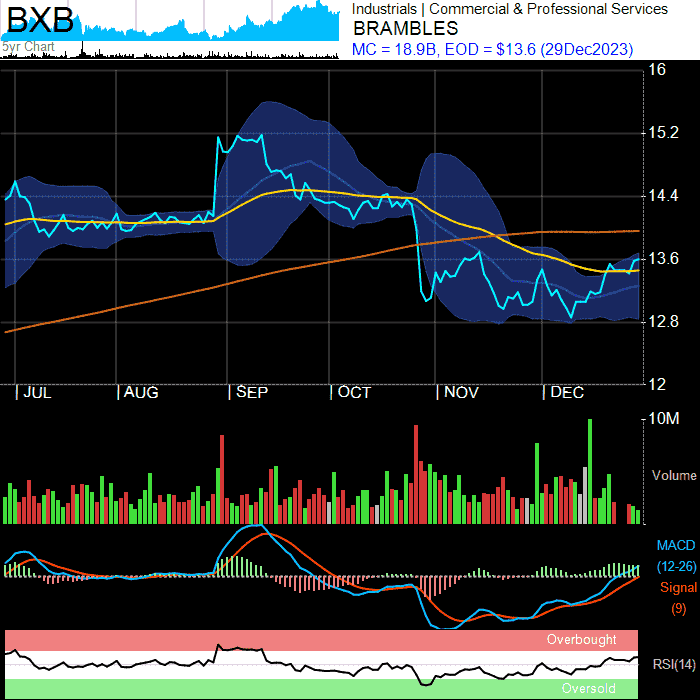 BXB
5yr Chart
Industrials | Commercial & Professional Services
BRAMBLES
MC = 18.9B, EOD = $13.6 (29Dec2023)
16
15.2
14.4
13.6
12.8
12
| JUL | AUG | SEP | OCT | NOV | DEC
10M
Volume
MACD
(12-26)
Signal
(9)
Overbought
RSI(14)
Oversold